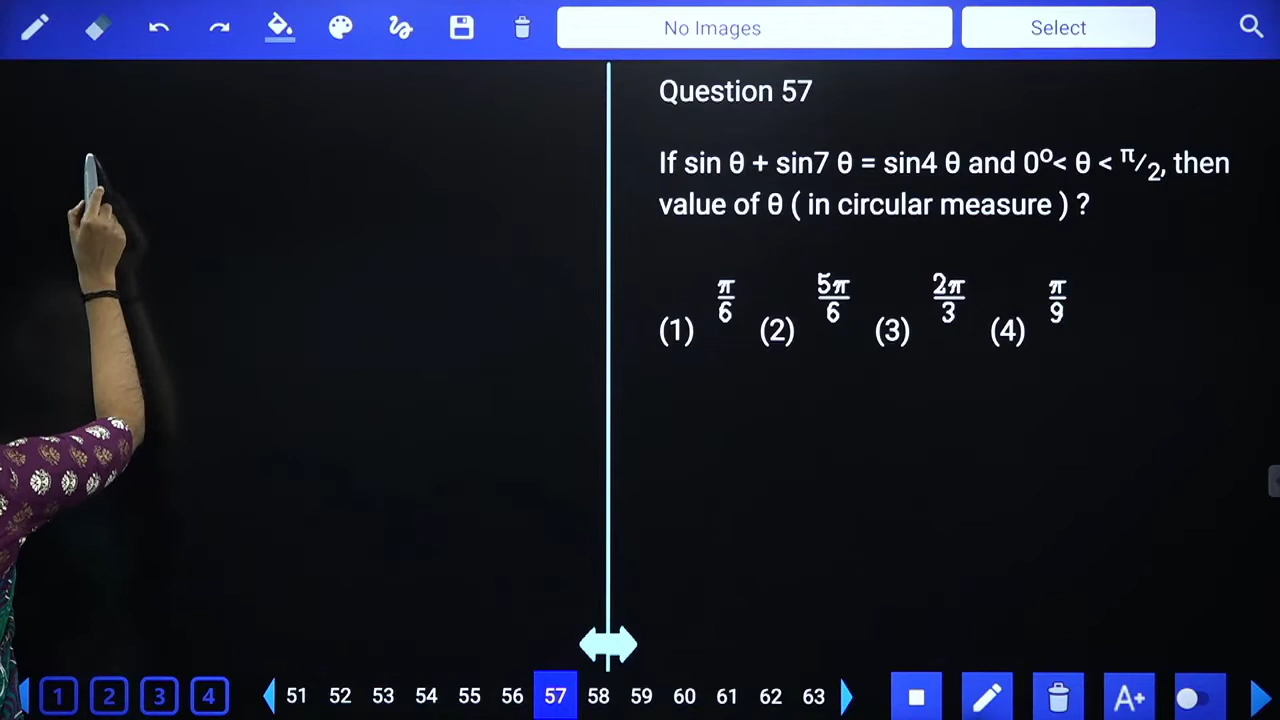 No Images
Select
Question 57
If sin θ + sin7 θ = sin4 θ and 0⁰< θ < π/2, then
value of θ ( in circular measure ) ?
(1) π/6 (2) 5π/6 (3) 2π/3 (4) π/9
1 2 3 4 51 52 53 54 55 56 57 58 59 60 61 62 63 A+